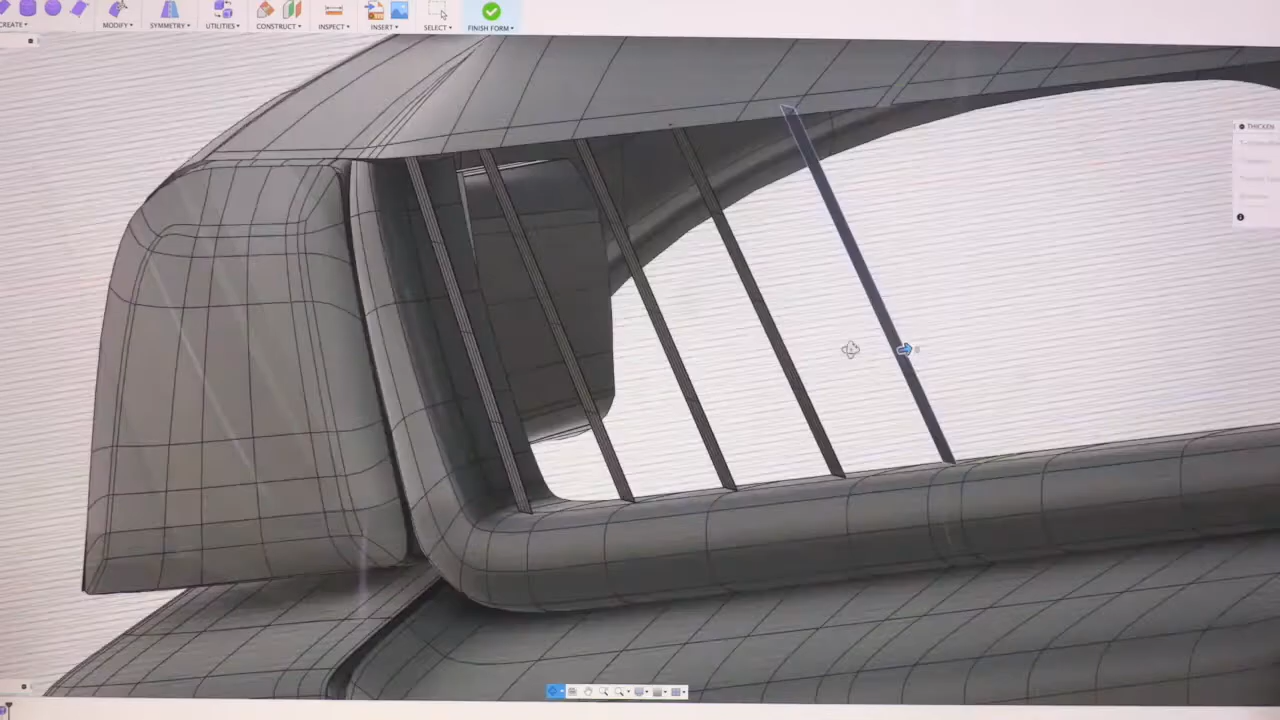 CREATE
MODIFY
SYMMETRY
UTILITIES
CONSTRUCT
INSPECT
INSERT
SELECT
FINISH FORM
THICKEN